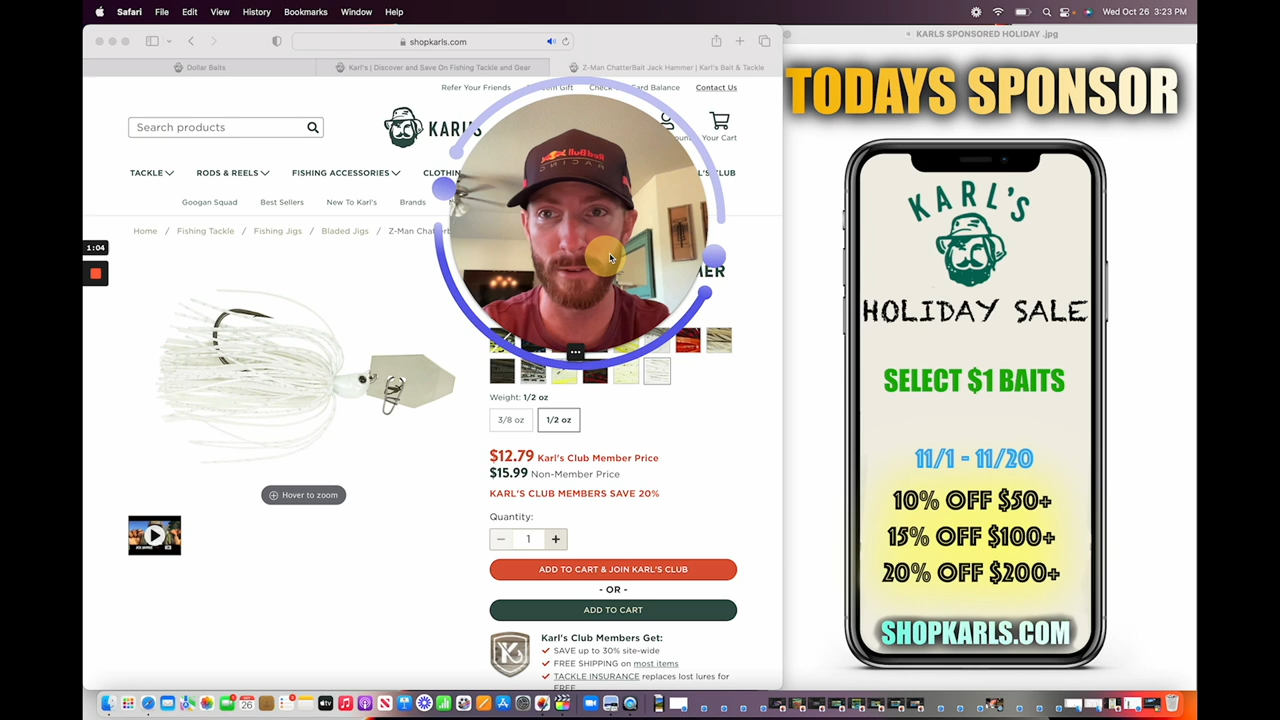 Safari File Edit View History Bookmarks Window Help
Wed Oct 26 3:23 PM
shopkarls.com
Dollar Baits
Karl's | Discover and Save On Fishing Tackle and Gear
Z-Man ChatterBait Jack Hammer | Karl's Bait & Tackle
Refer Your Friends
Contact Us
Search products
Your Cart
TACKLE
RODS & REELS
FISHING ACCESSORIES
Googan Squad
Best Sellers
New To Karl's
Brands
Home / Fishing Tackle / Fishing Jigs / Bladed Jigs /
1:04
Hover to zoom
Weight: 1/2 oz
3/8 oz
1/2 oz
$12.79 Karl's Club Member Price
$15.99 Non-Member Price
KARL'S CLUB MEMBERS SAVE 20%
Quantity:
1
ADD TO CART & JOIN KARL'S CLUB
- OR -
ADD TO CART
Karl's Club Members Get:
SAVE up to 30% site-wide
FREE SHIPPING on most items
TACKLE INSURANCE replaces lost lures for
FREE
KARLS SPONSORED HOLIDAY .jpg
TODAYS SPONSOR
KARL'S
HOLIDAY SALE
SELECT $1 BAITS
11/1 - 11/20
10% OFF $50+
15% OFF $100+
20% OFF $200+
SHOPKARLS.COM